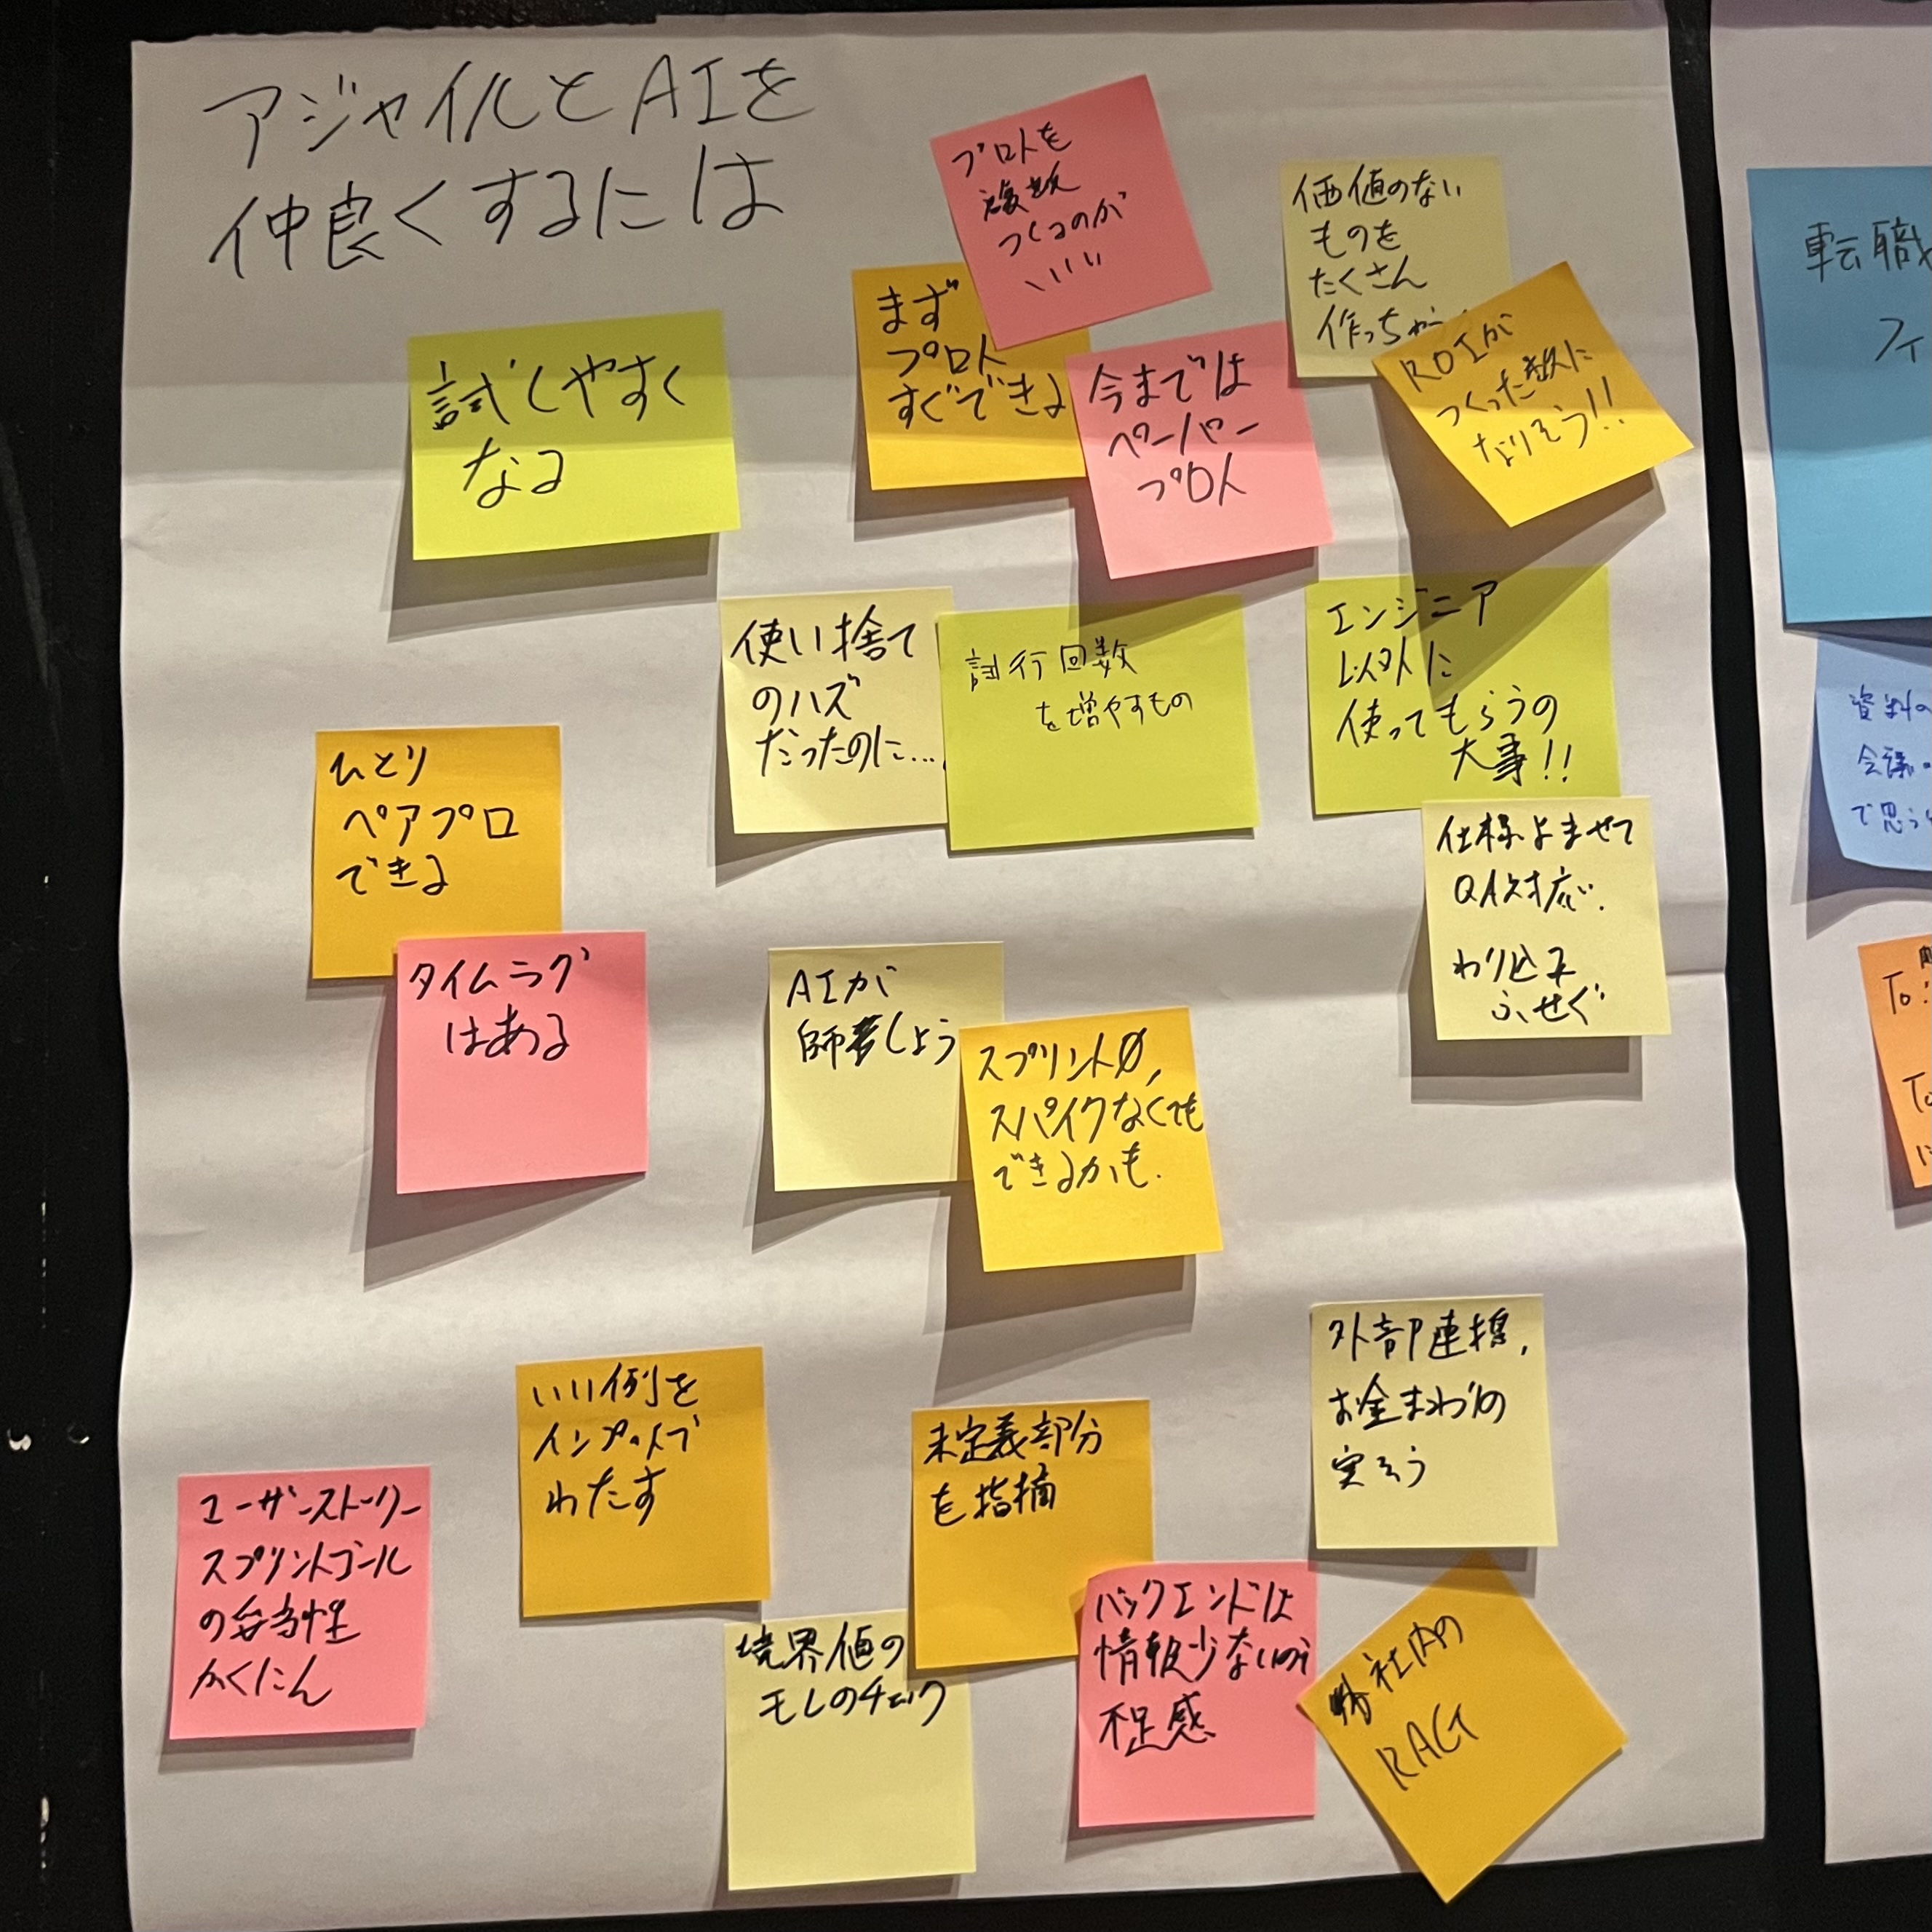 アジャイルとAIを
仲良くするには
プロトを
複数
つくるのが
いい
価値のない
ものを
たくさん
作っちゃう
まず
プロト
すぐできる
今までは
ペーパー
プロト
ROIが
つくった数に
なりそう!!
試しやすく
なる
使い捨て
のハズ
だったのに...
試行回数
を増やすもの
エンジニア
以外に
使ってもらうの
大事!!
ひとり
ペアプロ
できる
仕様よませて
QA対応.
わり込み
ふせぐ
タイムラグ
はある
AIが
しよう
スプリント0,
スパイクなくても
できるかも.
外部連携,
お金まわりの
実そう
いい例を
インプットで
わたす
未定義部分
を指摘
ユーザーストーリー
スプリントゴール
の妥当性
かくにん
境界値の
モレのチェック
バックエンドは
情報少ないので
不足感
社内の
RAG
転職
フィ
資料の
会議
で思う
To:
To